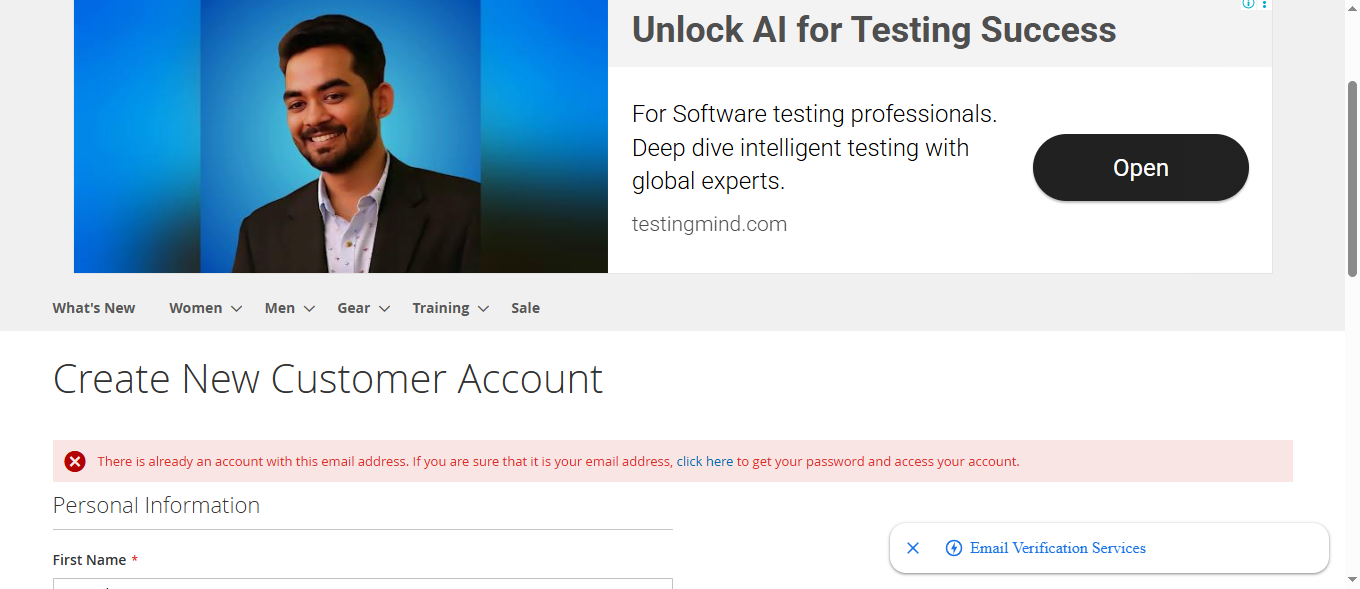 Unlock AI for Testing Success
For Software testing professionals.
Deep dive intelligent testing with
global experts.
Open
testingmind.com
What's New Women Men Gear Training Sale
Create New Customer Account
There is already an account with this email address. If you are sure that it is your email address, click here to get your password and access your account.
Personal Information
Email Verification Services
First Name *